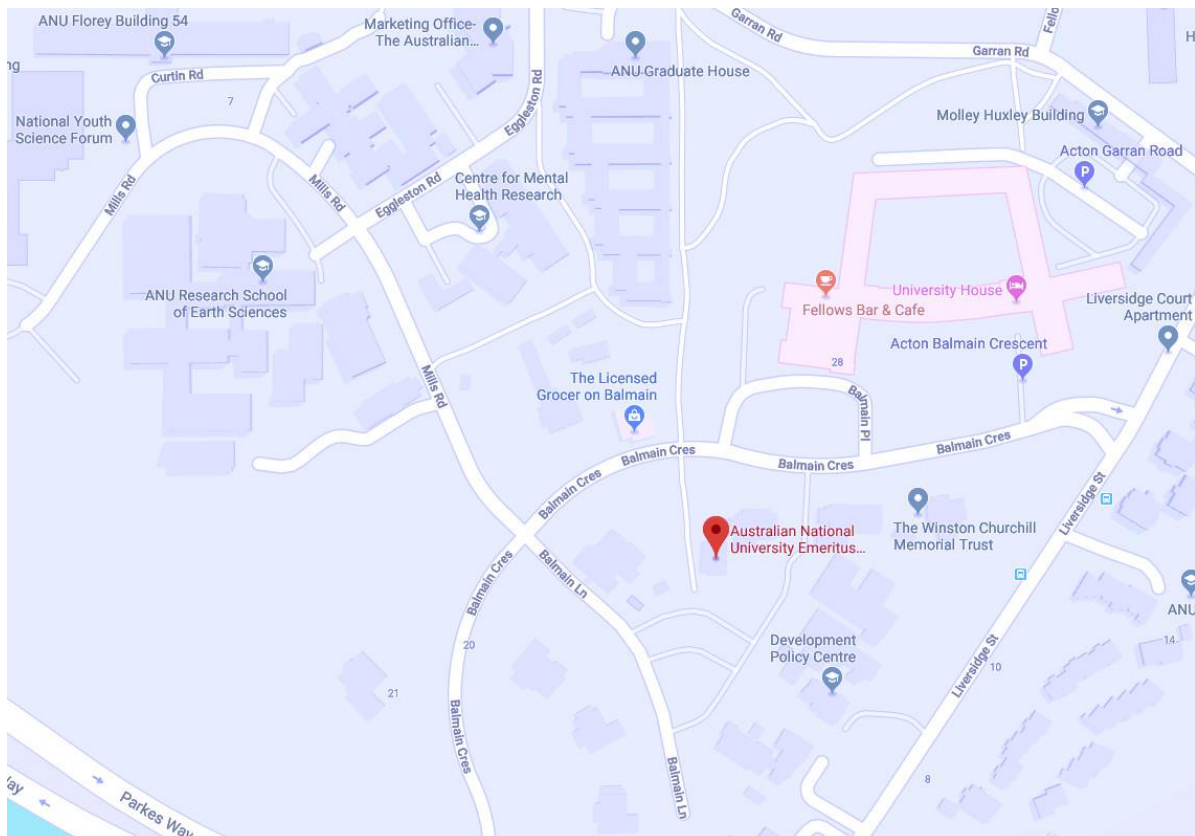 ANU Florey Building 54
Marketing Office-
The Australian...
Garran Rd
Fello
Garran Rd
H
ng
Curtin Rd
ANU Graduate House
7
Eggleston Rd
National Youth
Science Forum
Molley Huxley Building
Acton Garran Road
P
Mills Rd
Mills Rd
Eggleston Rd
Centre for Mental
Health Research
ANU Research School
of Earth Sciences
University House
Fellows Bar & Cafe
Liversidge Court
Apartment
Acton Balmain Crescent
P
28
Mills Rd
The Licensed
Grocer on Balmain
Balmain Pl
Balmain Cres
Balmain Cres
Balmain Cres
Balmain Cres
Liversidge St
Australian National
University Emeritus...
The Winston Churchill
Memorial Trust
Balmain Cres
Balmain Ln
ANU
20
Development
Policy Centre
14
21
10
Liversidge St
Balmain Cres
Balmain Ln
8
Parkes Way
Way